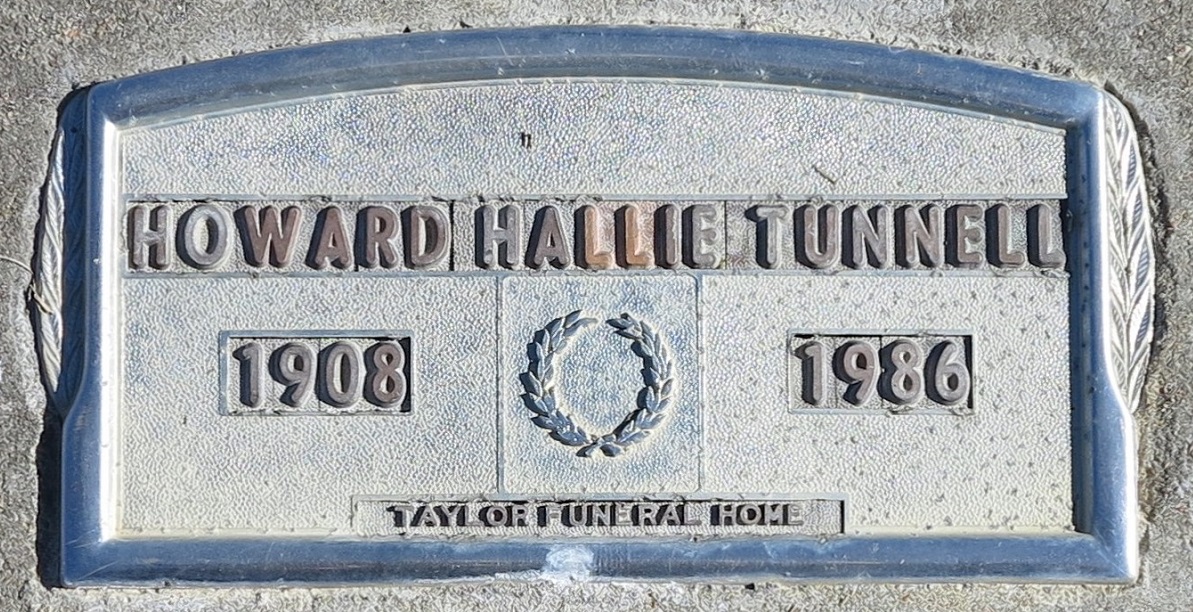 HOWARD HALLIE TUNNELL
1908 1986
TAYLOR FUNERAL HOME